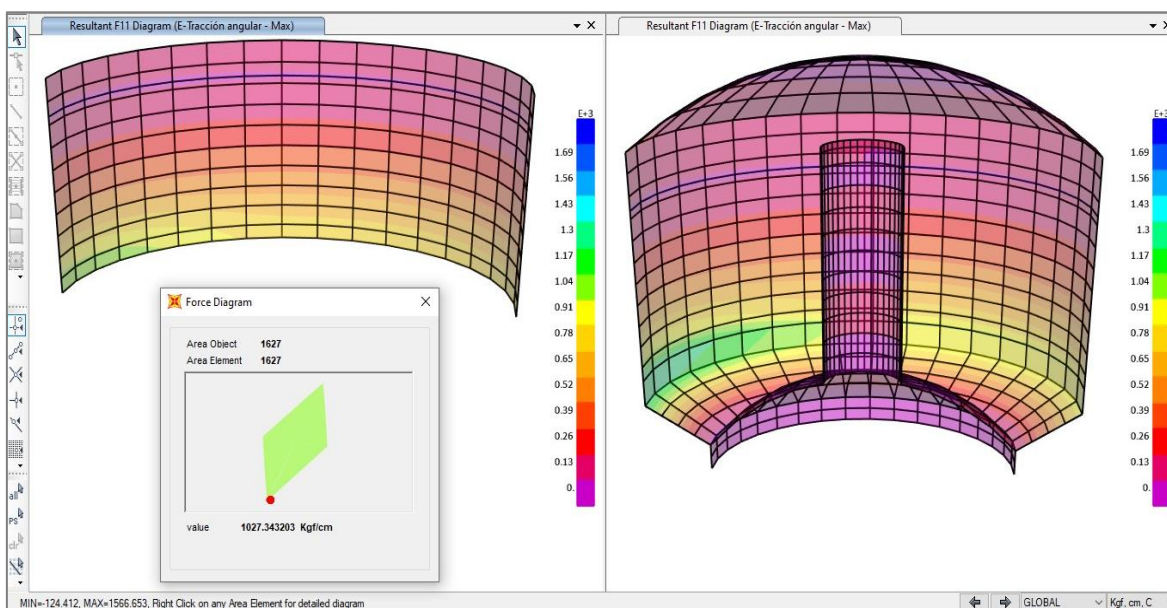 Resultant F11 Diagram (E-Tracción angular - Max)
Resultant F11 Diagram (E-Tracción angular - Max)
E+3
1.69
1.56
1.43
1.3
1.17
1.04
0.91
0.78
0.65
0.52
0.39
0.26
0.13
0.
E+3
1.69
1.56
1.43
1.3
1.17
1.04
0.91
0.78
0.65
0.52
0.39
0.26
0.13
0.
Force Diagram
Area Object 1627
Area Element 1627
value 1027.343203 Kgf/cm
all
PS
clr
MIN=-124.412, MAX=1566.653, Right Click on any Area Element for detailed diagram
GLOBAL
Kgf, cm, C